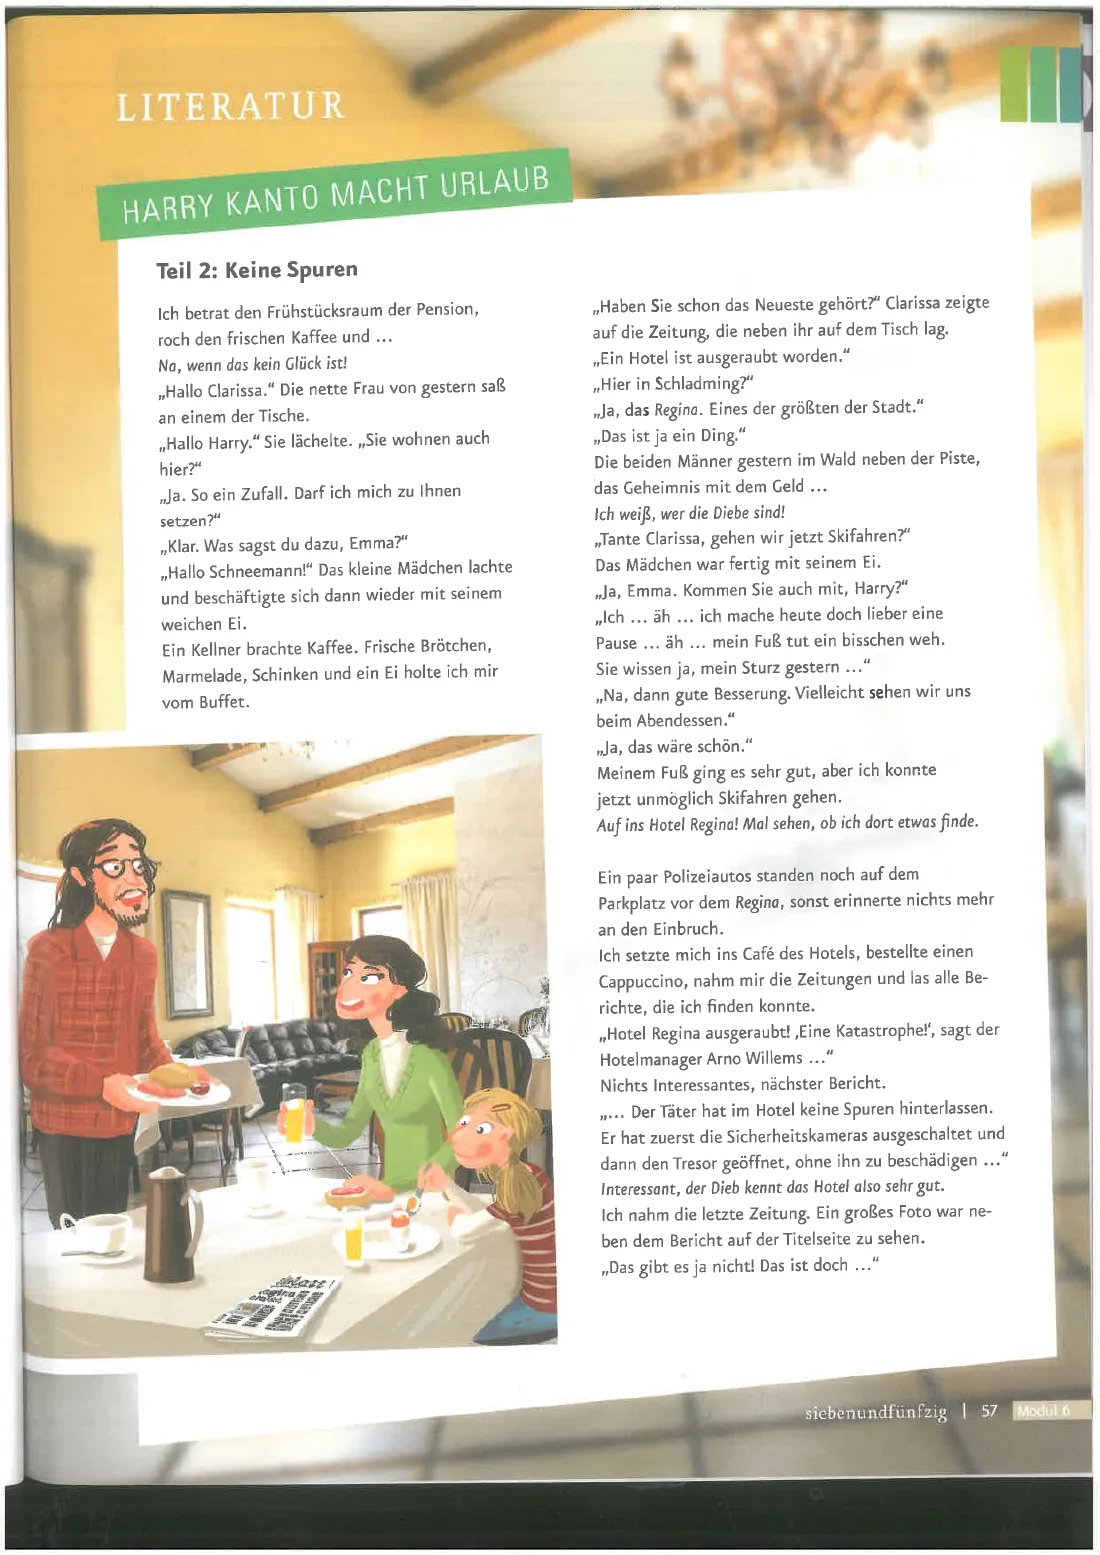 LITERATUR
HARRY KANTO MACHT URLAUB
Teil 2: Keine Spuren
Ich betrat den Frühstücksraum der Pension,
roch den frischen Kaffee und ...
Na, wenn das kein Glück ist!
„Hallo Clarissa.“ Die nette Frau von gestern saß
an einem der Tische.
„Hallo Harry.“ Sie lächelte. „Sie wohnen auch
hier?“
„Ja. So ein Zufall. Darf ich mich zu Ihnen
setzen?“
„Klar. Was sagst du dazu, Emma?“
„Hallo Schneemann!“ Das kleine Mädchen lachte
und beschäftigte sich dann wieder mit seinem
weichen Ei.
Ein Kellner brachte Kaffee. Frische Brötchen,
Marmelade, Schinken und ein Ei holte ich mir
vom Buffet.
„Haben Sie schon das Neueste gehört?“ Clarissa zeigte
auf die Zeitung, die neben ihr auf dem Tisch lag.
„Ein Hotel ist ausgeraubt worden.“
„Hier in Schladming?“
„Ja, das Regina. Eines der größten der Stadt.“
„Das ist ja ein Ding.“
Die beiden Männer gestern im Wald neben der Piste,
das Geheimnis mit dem Geld ...
Ich weiß, wer die Diebe sind!
„Tante Clarissa, gehen wir jetzt Skifahren?“
Das Mädchen war fertig mit seinem Ei.
„Ja, Emma. Kommen Sie auch mit, Harry?“
„Ich ... äh ... ich mache heute doch lieber eine
Pause ... äh ... mein Fuß tut ein bisschen weh.
Sie wissen ja, mein Sturz gestern ...“
„Na, dann gute Besserung. Vielleicht sehen wir uns
beim Abendessen.“
„Ja, das wäre schön.“
Meinem Fuß ging es sehr gut, aber ich konnte
jetzt unmöglich Skifahren gehen.
Auf ins Hotel Regina! Mal sehen, ob ich dort etwas finde.
Ein paar Polizeiautos standen noch auf dem
Parkplatz vor dem Regina, sonst erinnerte nichts mehr
an den Einbruch.
Ich setzte mich ins Café des Hotels, bestellte einen
Cappuccino, nahm mir die Zeitungen und las alle Be-
richte, die ich finden konnte.
„Hotel Regina ausgeraubt! ‚Eine Katastrophe!‘, sagt der
Hotelmanager Arno Willems ...“
Nichts Interessantes, nächster Bericht.
„... Der Täter hat im Hotel keine Spuren hinterlassen.
Er hat zuerst die Sicherheitskameras ausgeschaltet und
dann den Tresor geöffnet, ohne ihn zu beschädigen ...“
Interessant, der Dieb kennt das Hotel also sehr gut.
Ich nahm die letzte Zeitung. Ein großes Foto war ne-
ben dem Bericht auf der Titelseite zu sehen.
„Das gibt es ja nicht! Das ist doch ...“
siebenundfünfzig | 57 Modul 6